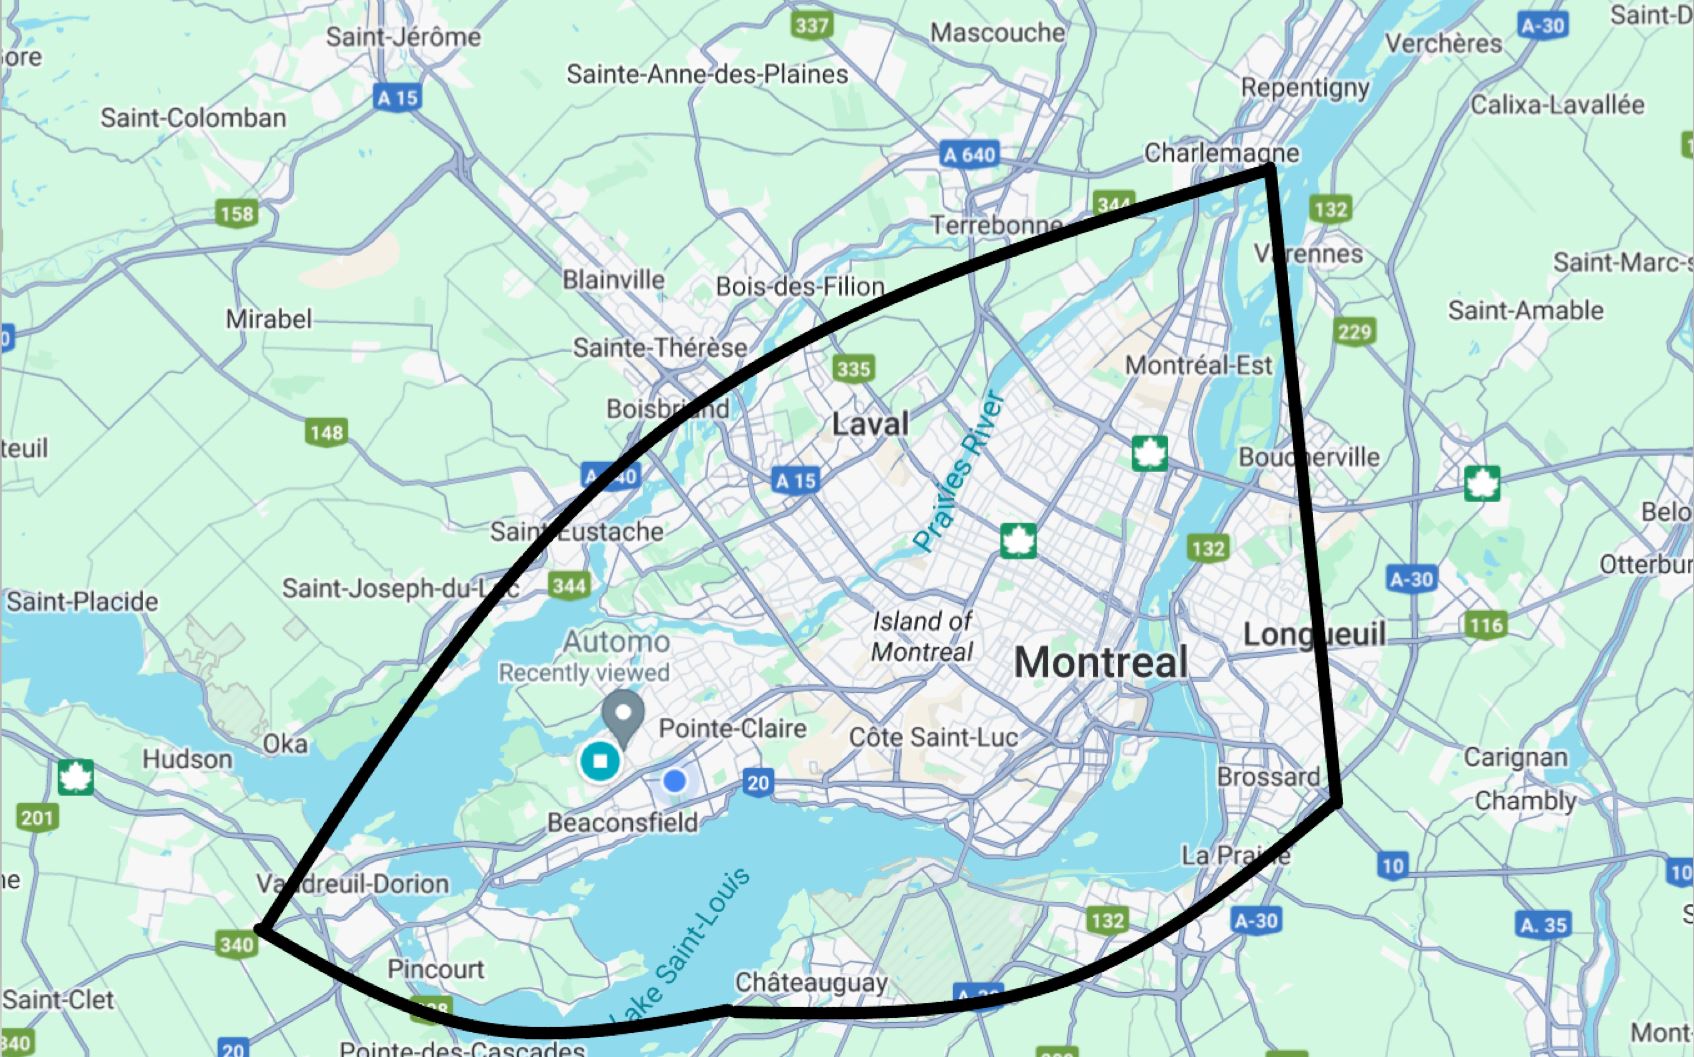 337
Mascouche
Saint-Jérôme
A-30
Saint-D
Verchères
ore
Sainte-Anne-des-Plaines
Repentigny
A 15
Calixa-Lavallée
Saint-Colomban
A 640
Charlemagne
158
344
132
Terrebonne
Varennes
Saint-Marc-s
Blainville
Bois-des-Filion
Mirabel
Saint-Amable
229
0
Sainte-Thérèse
335
Montréal-Est
Boisbriand
Laval
148
teuil
Boucherville
A 15
Prairies River
Saint-Eustache
Belo
132
Otterbur
A-30
344
Saint-Joseph-du-Lac
Saint-Placide
116
Island of
Montreal
Automo
Recently viewed
Longueuil
Montreal
Pointe-Claire
Côte Saint-Luc
Oka
Hudson
Carignan
Brossard
20
Chambly
201
Beaconsfield
La Prairie
10
10
ne
Vaudreuil-Dorion
Lake Saint-Louis
132
A-30
A. 35
340
Pincourt
Châteauguay
Saint-Clet
Mont-
340
20
Pointe-des-Cascades